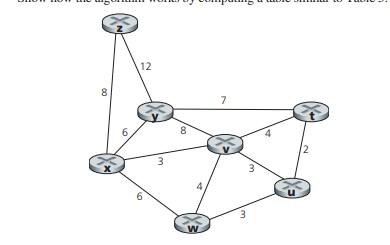 Show how the algorithm works by computing a table similar to Table
z
12
8
7
y
t
6
8
4
v
x
3
2
3
4
6
u
3
w